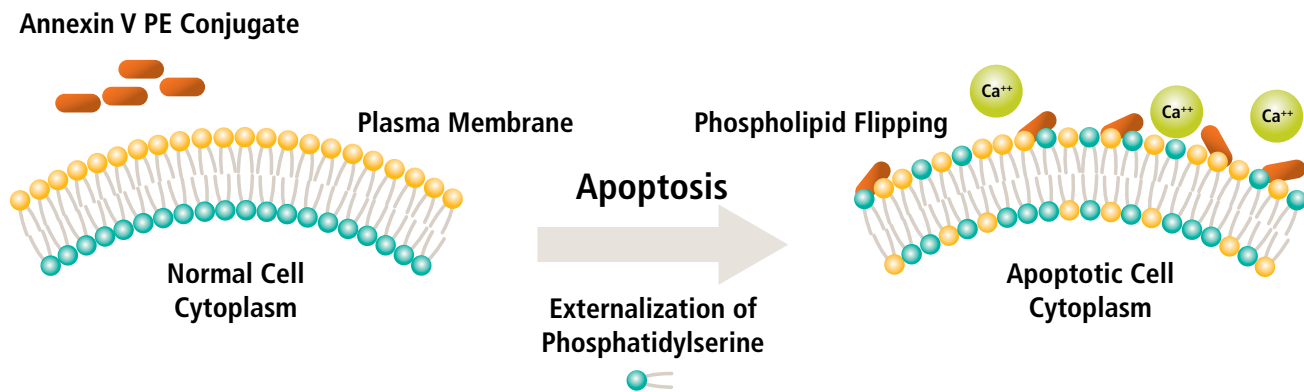 Annexin V PE Conjugate
Plasma Membrane
Phospholipid Flipping
Ca++
Ca++
Ca++
Apoptosis
Normal Cell
Cytoplasm
Externalization of
Phosphatidylserine
Apoptotic Cell
Cytoplasm